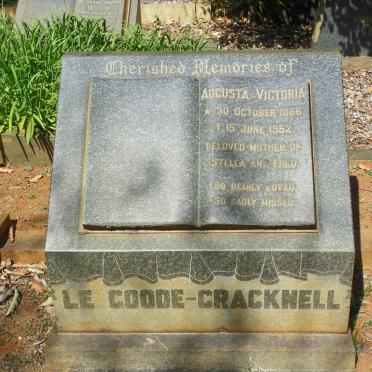 Cherished Memories of
AUGUSTA VICTORIA
* 30 OCTOBER 1866
† 15 JUNE 1952.
BELOVED MOTHER OF
STELLA AND FRED.
SO DEARLY LOVED,
SO SADLY MISSED.
LE GOODE-CRACKNELL